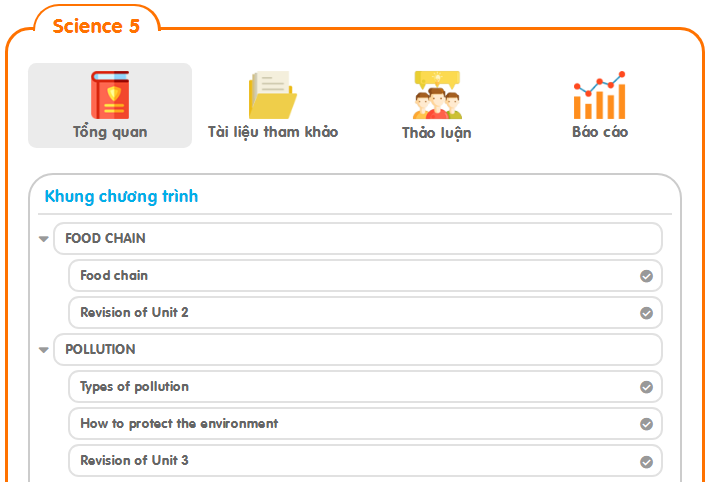 Science 5
Tổng quan
Tài liệu tham khảo
Thảo luận
Báo cáo
Khung chương trình
FOOD CHAIN
Food chain
Revision of Unit 2
POLLUTION
Types of pollution
How to protect the environment
Revision of Unit 3